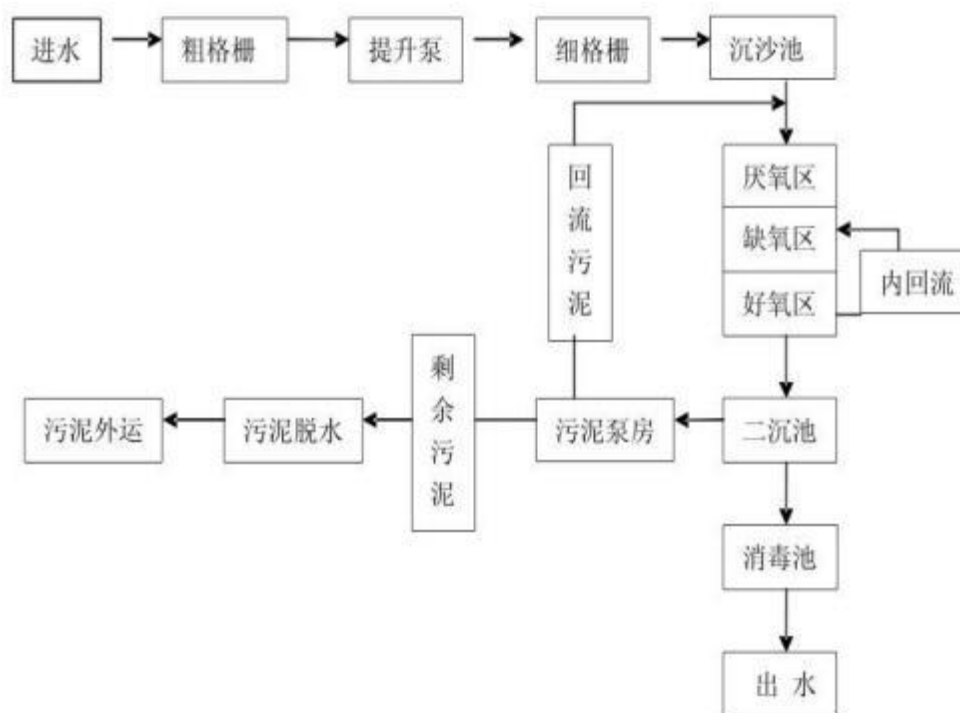 进水
粗格栅
提升泵
细格栅
沉沙池
回流污泥
厌氧区
缺氧区
好氧区
内回流
剩余污泥
污泥外运
污泥脱水
污泥泵房
二沉池
消毒池
出水